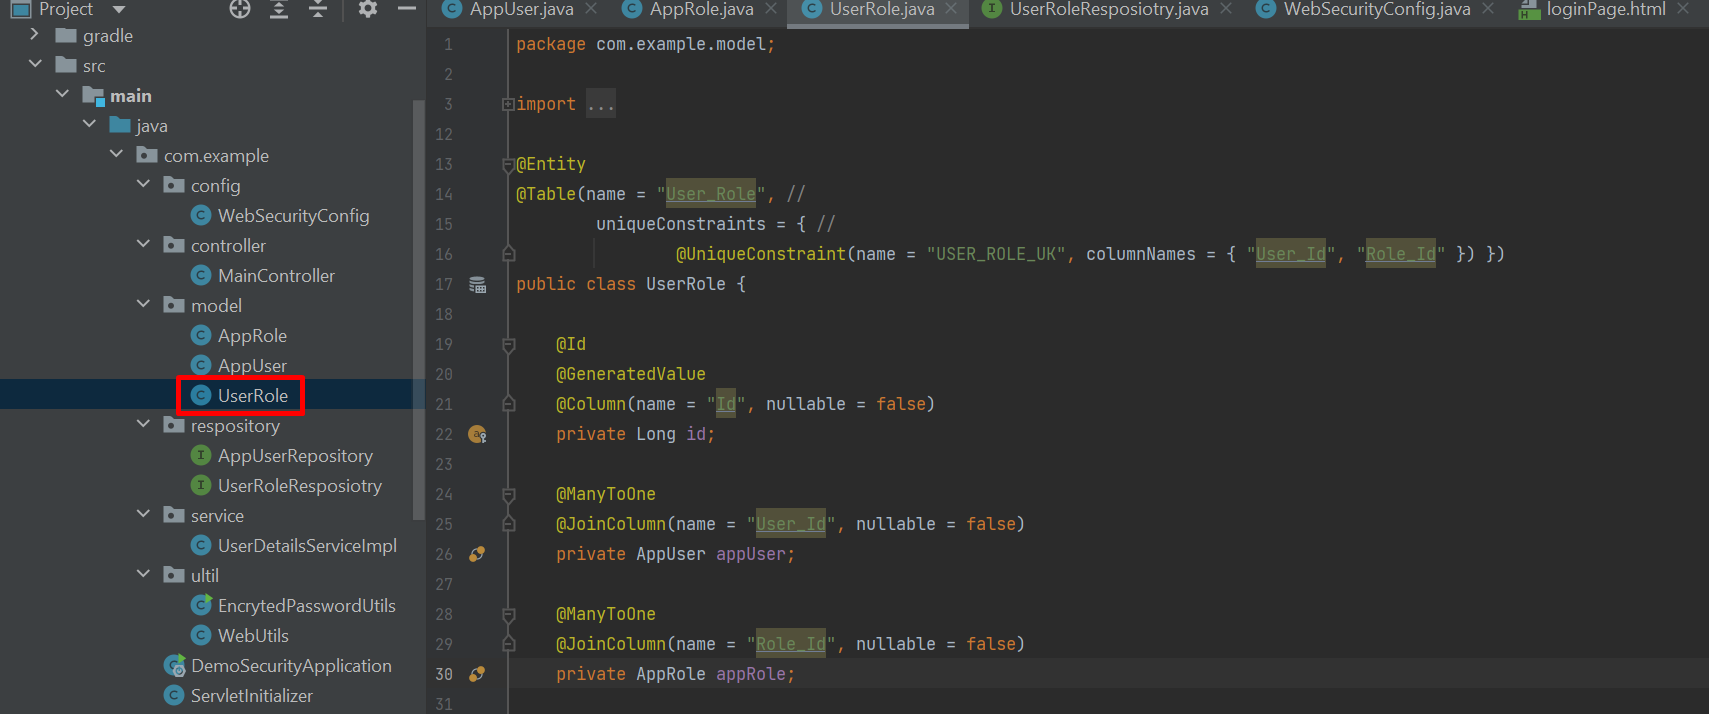 Project
gradle
src
main
java
com.example
config
WebSecurityConfig
controller
MainController
model
AppRole
AppUser
UserRole
respository
AppUserRepository
UserRoleResposiotry
service
UserDetailsServiceImpl
ultil
EncrytedPasswordUtils
WebUtils
DemoSecurityApplication
ServletInitializer
AppUser.java AppRole.java UserRole.java UserRoleResposiotry.java WebSecurityConfig.java loginPage.html
1 package com.example.model;
2
3 import ...
12
13 @Entity
14 @Table(name = "User_Role", //
15 uniqueConstraints = { //
16 @UniqueConstraint(name = "USER_ROLE_UK", columnNames = { "User_Id", "Role_Id" }) })
17 public class UserRole {
18
19 @Id
20 @GeneratedValue
21 @Column(name = "Id", nullable = false)
22 private Long id;
23
24 @ManyToOne
25 @JoinColumn(name = "User_Id", nullable = false)
26 private AppUser appUser;
27
28 @ManyToOne
29 @JoinColumn(name = "Role_Id", nullable = false)
30 private AppRole appRole;
31